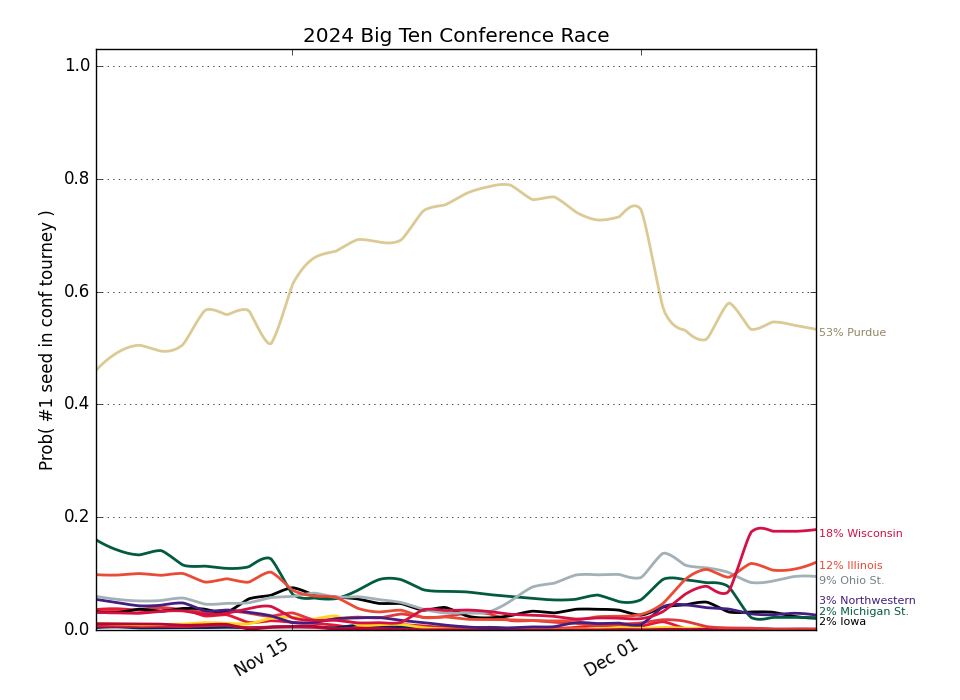 2024 Big Ten Conference Race
Prob( #1 seed in conf tourney )
1.0
0.8
0.6
0.4
0.2
0.0
Nov 15
Dec 01
53% Purdue
18% Wisconsin
12% Illinois
9% Ohio St.
3% Northwestern
2% Michigan St.
2% Iowa